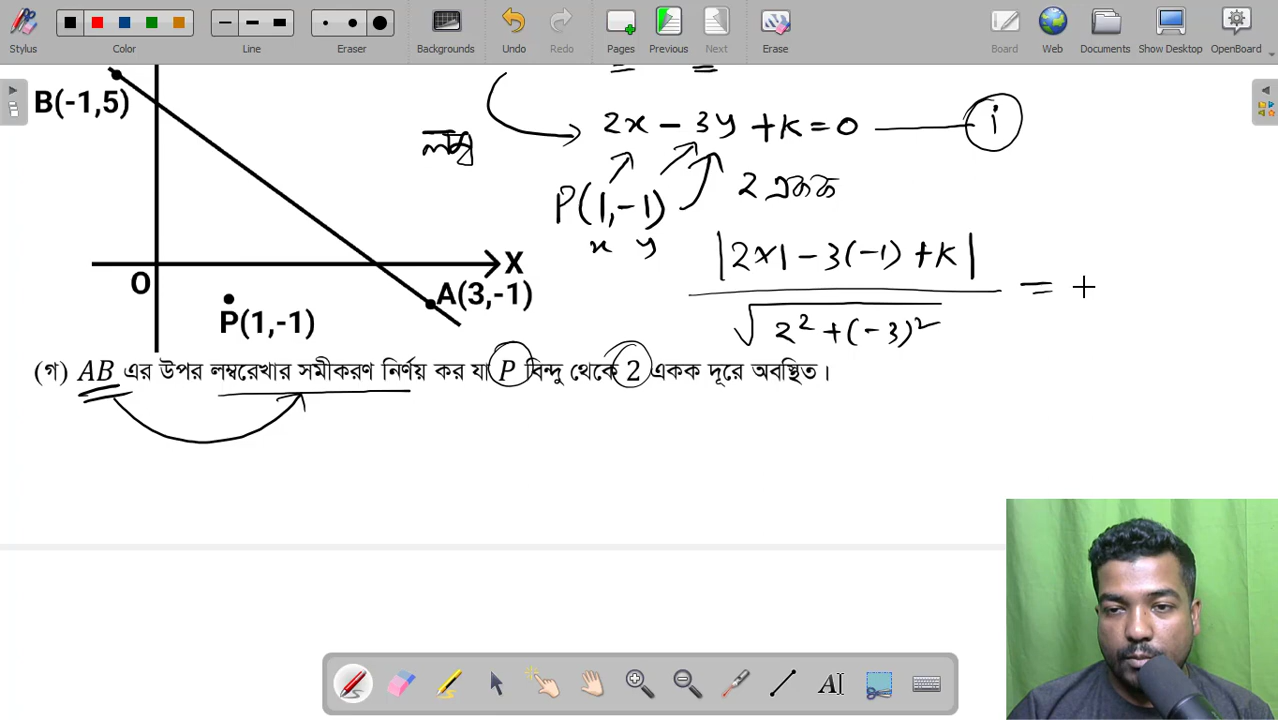 Stylus Color Line Eraser Backgrounds Undo Redo Pages Previous Next Erase Board Web Documents Show Desktop OpenBoard
B(-1,5)
লম্ব
2x - 3y + k = 0 (i)
P(1,-1) 2 একক
x y
X
O
A(3,-1)
P(1,-1)
|2x1 - 3(-1) + k|
= +
√2² + (-3)²
(গ) AB এর উপর লম্বরেখার সমীকরণ নির্ণয় কর যা P বিন্দু থেকে 2 একক দূরে অবস্থিত।